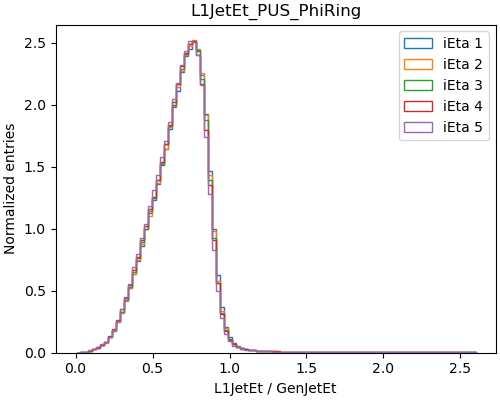 L1JetEt_PUS_PhiRing
Normalized entries
2.5
2.0
1.5
1.0
0.5
0.0
iEta 1
iEta 2
iEta 3
iEta 4
iEta 5
0.0 0.5 1.0 1.5 2.0 2.5
L1JetEt / GenJetEt